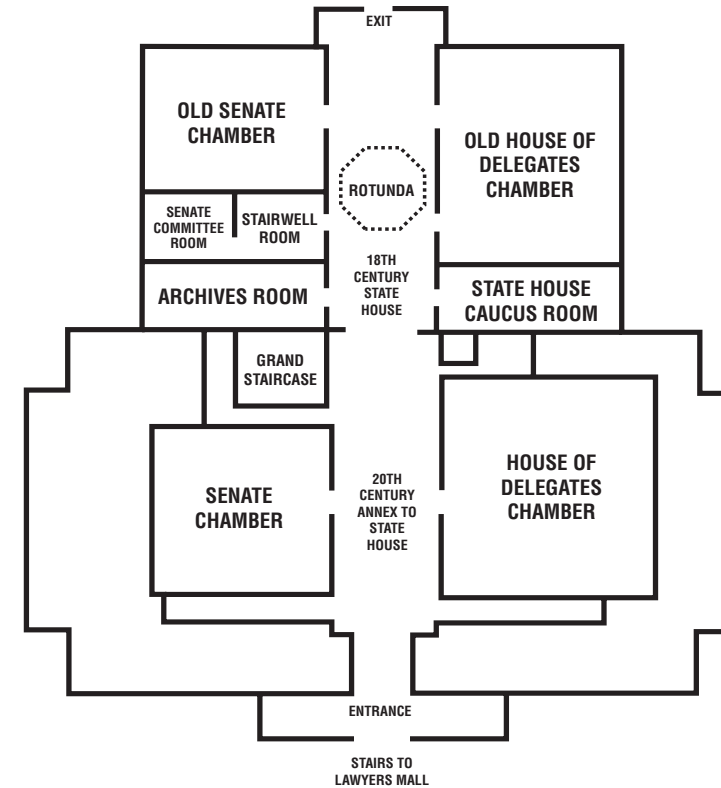 EXIT
OLD SENATE
CHAMBER
OLD HOUSE OF
DELEGATES
CHAMBER
ROTUNDA
SENATE
COMMITTEE
ROOM
STAIRWELL
ROOM
18TH
CENTURY
STATE
HOUSE
ARCHIVES ROOM
STATE HOUSE
CAUCUS ROOM
GRAND
STAIRCASE
SENATE
CHAMBER
20TH
CENTURY
ANNEX TO
STATE
HOUSE
HOUSE OF
DELEGATES
CHAMBER
ENTRANCE
STAIRS TO
LAWYERS MALL